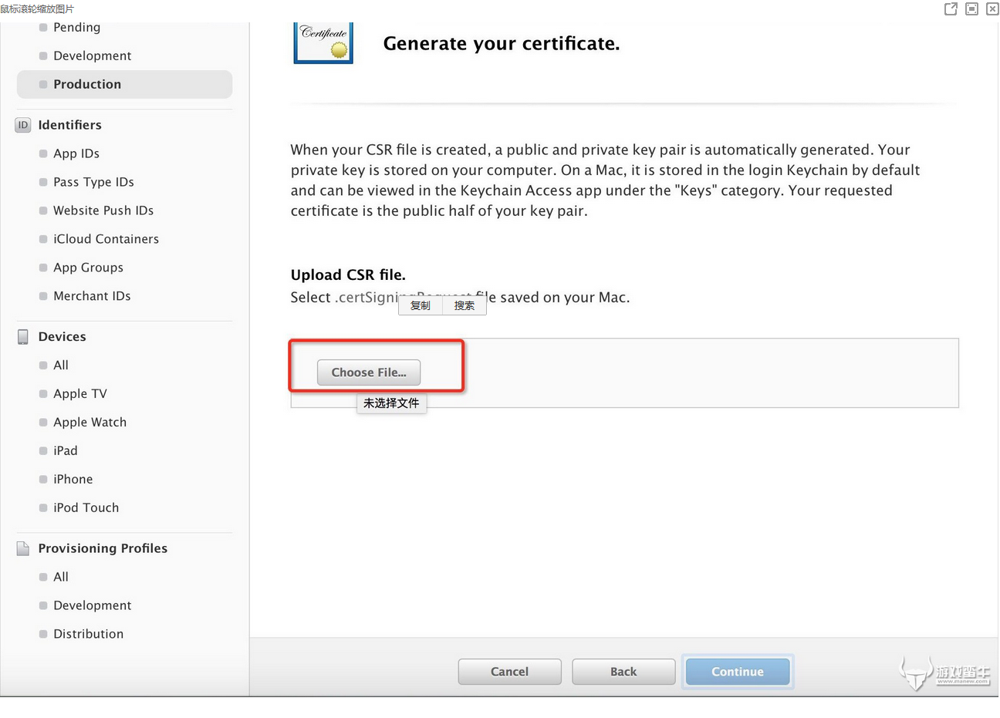 鼠标滚轮缩放图片
Pending
Development
Production
ID Identifiers
App IDs
Pass Type IDs
Website Push IDs
iCloud Containers
App Groups
Merchant IDs
Devices
All
Apple TV
Apple Watch
iPad
iPhone
iPod Touch
Provisioning Profiles
All
Development
Distribution
Certificate
Generate your certificate.
When your CSR file is created, a public and private key pair is automatically generated. Your
private key is stored on your computer. On a Mac, it is stored in the login Keychain by default
and can be viewed in the Keychain Access app under the "Keys" category. Your requested
certificate is the public half of your key pair.
Upload CSR file.
Select .certSigningRequest file saved on your Mac.
复制 搜索
Choose File...
未选择文件
Cancel Back Continue
游戏蛮牛
www.manew.com